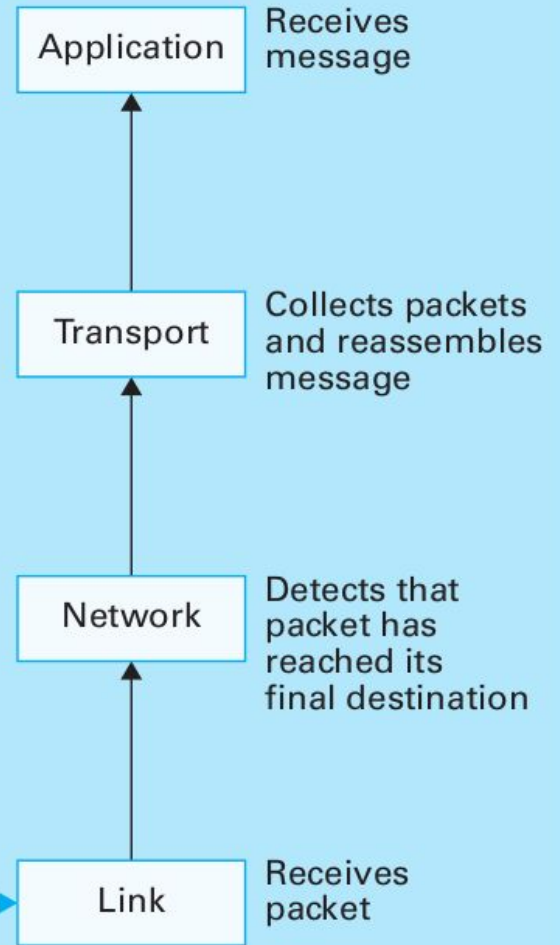 Application
Receives
message
Transport
Collects packets
and reassembles
message
Network
Detects that
packet has
reached its
final destination
Link
Receives
packet